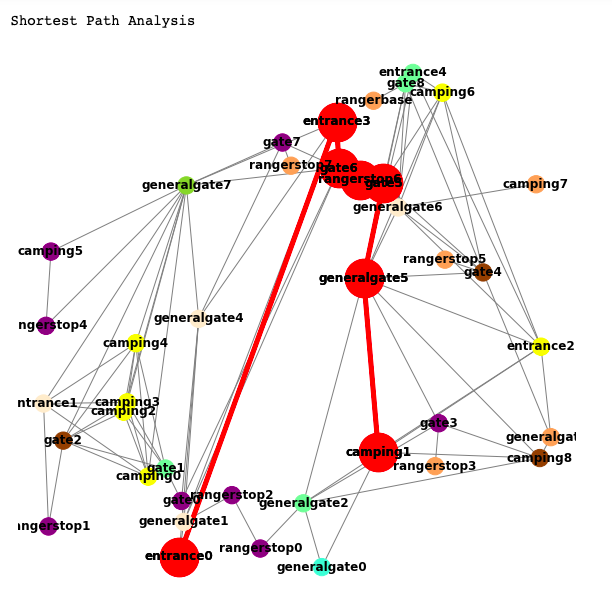 Shortest Path Analysis
entrance4
gate8
camping6
rangerbase
entrance3
gate7
rangerstop7
gate6
rangerstop6
gate5
generalgate7
camping7
generalgate6
camping5
rangerstop5
gate4
generalgate5
generalgate4
ngerstop4
camping4
entrance2
ntrance1
camping3
camping2
gate3
gate2
generalgat
camping1
camping8
gate1
rangerstop3
camping0
rangerstop2
gate0
generalgate2
generalgate1
ngerstop1
rangerstop0
entrance0
generalgate0